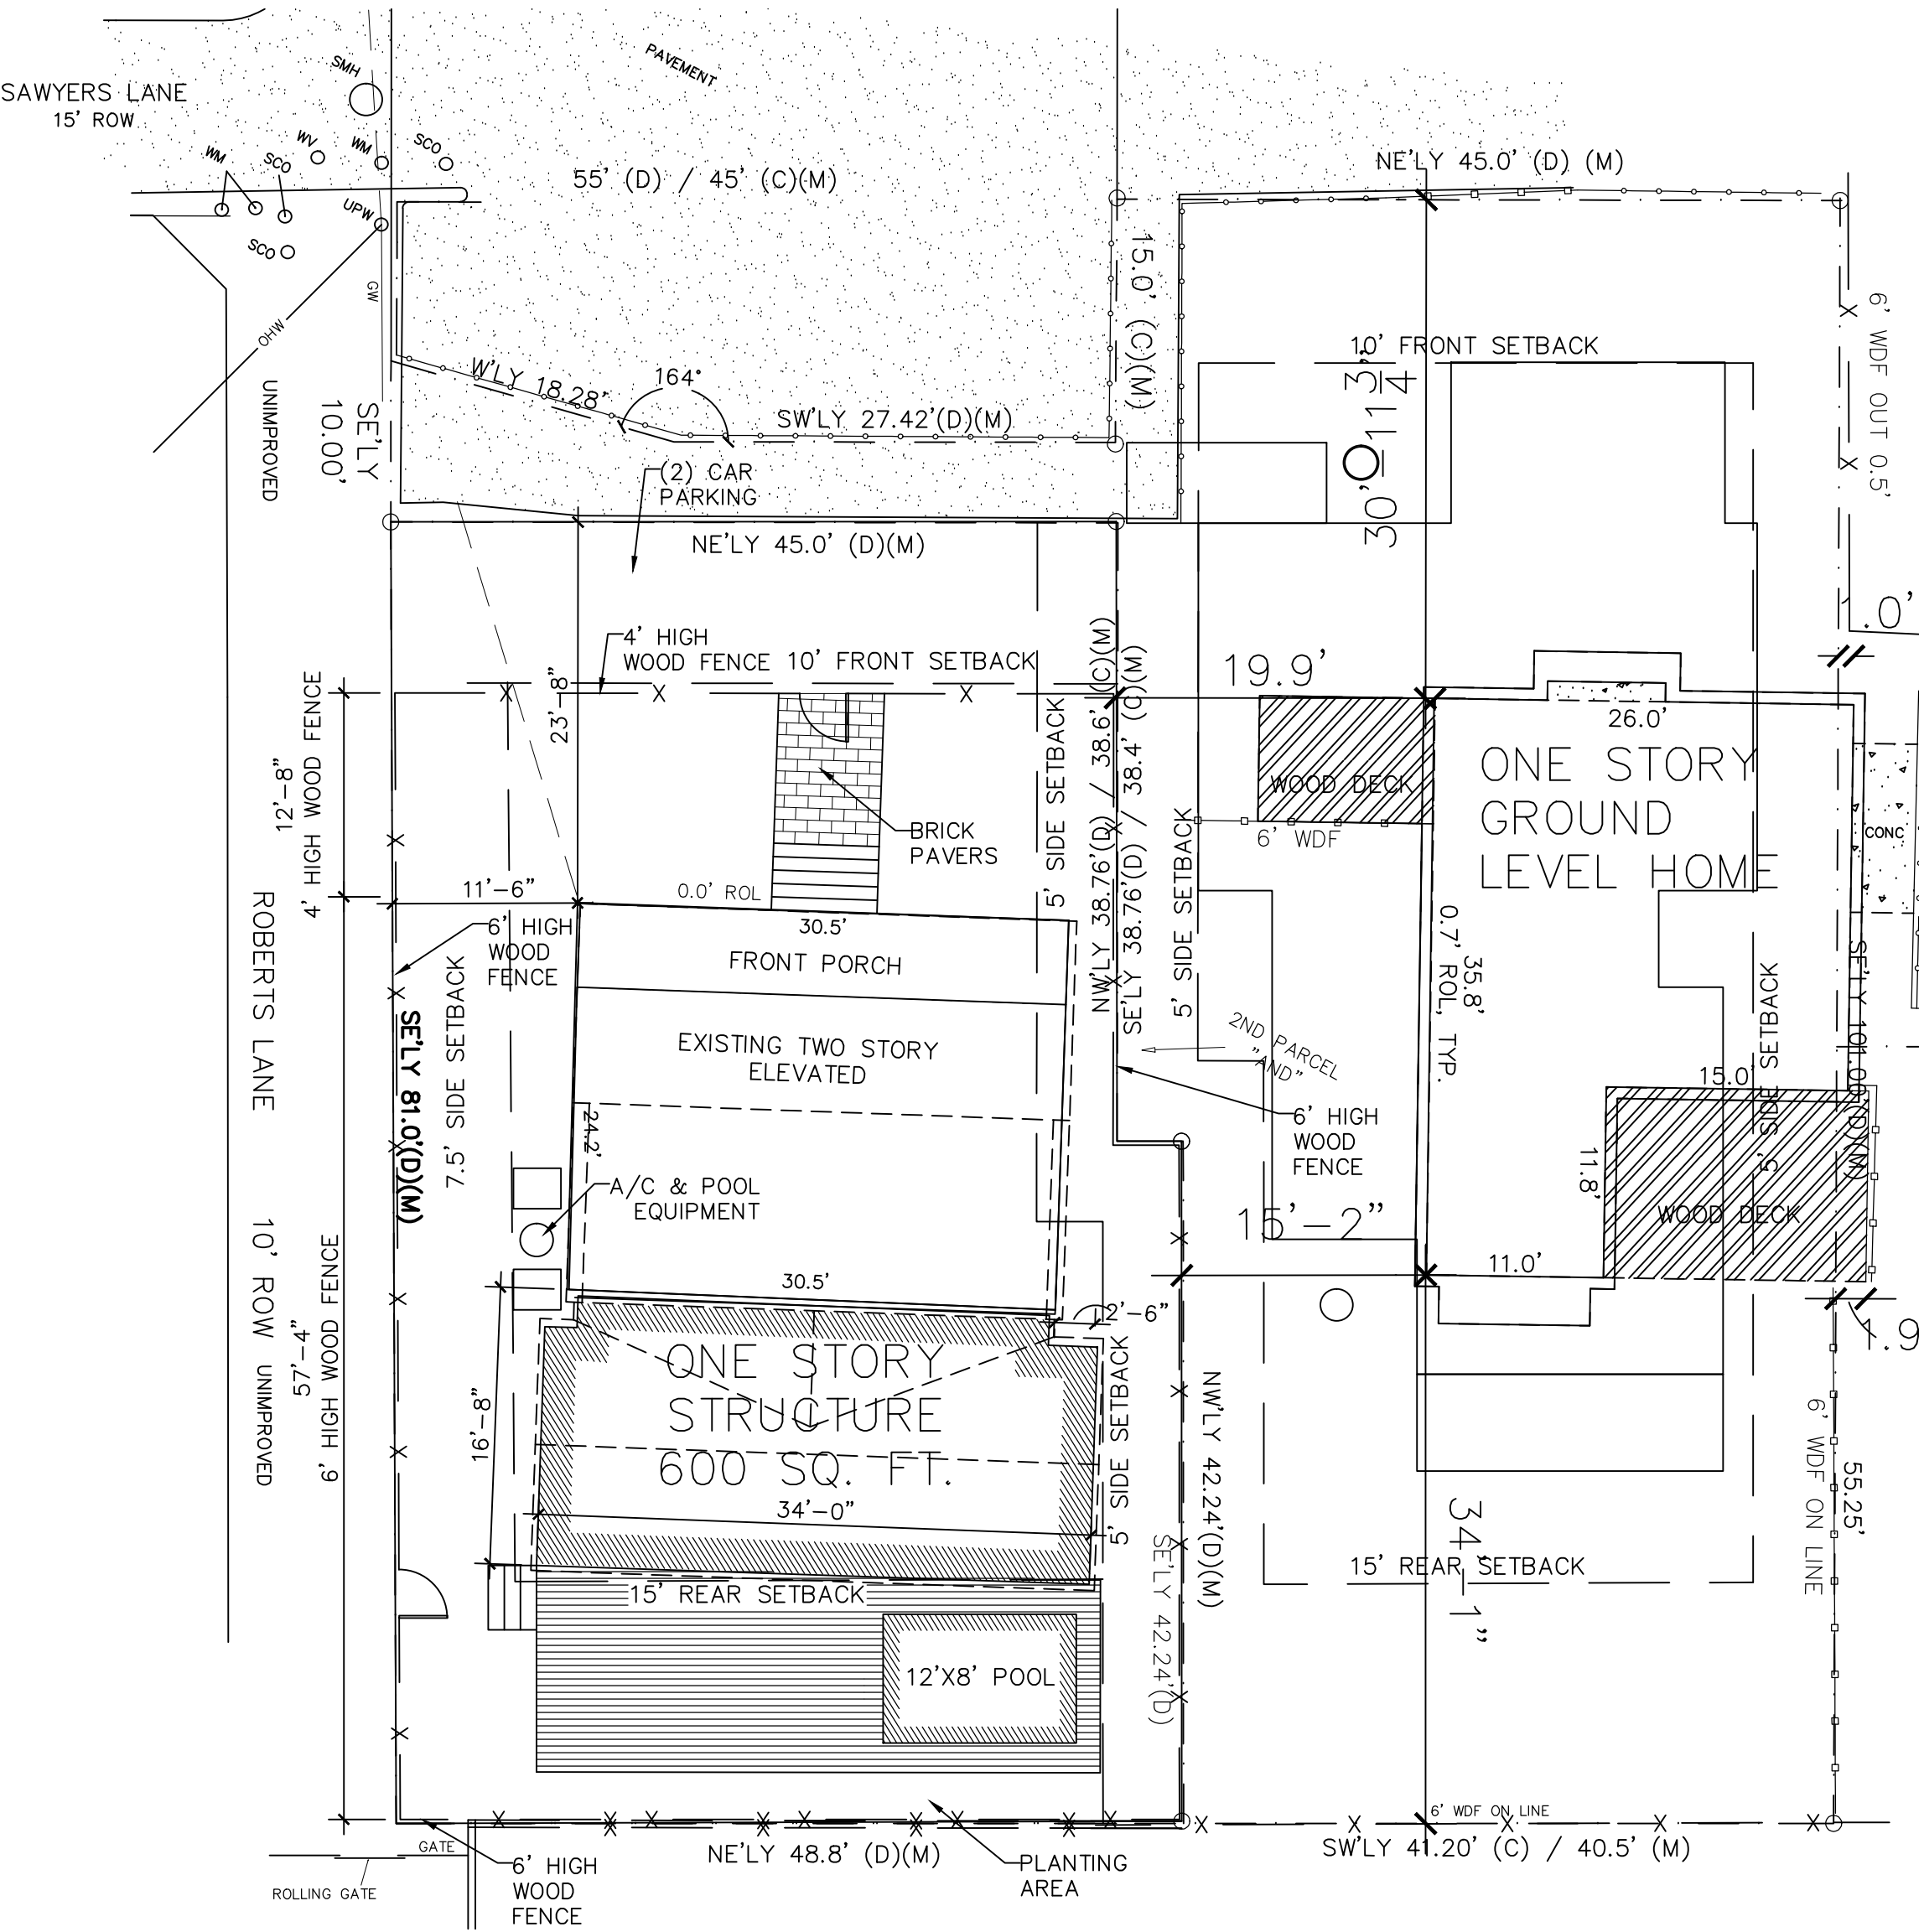 SMH
PAVEMENT
SAWYERS LANE
15' ROW
WM
SCO
WV
WM
SCO
UPW
SCO
OHW
GW
55' (D) / 45' (C)(M)
NE'LY 45.0' (D) (M)
15.0' (C)(M)
6' WDF OUT 0.5'
10' FRONT SETBACK
30'-11 3/4"
W'LY 18.28'
164°
SW'LY 27.42'(D)(M)
UNIMPROVED
SE'LY
10.00'
(2) CAR
PARKING
NE'LY 45.0' (D)(M)
4' HIGH
WOOD FENCE
10' FRONT SETBACK
23'-8"
12'-8"
4' HIGH WOOD FENCE
19.9'
26.0'
WOOD DECK
6' WDF
ONE STORY
GROUND
LEVEL HOME
CONC
BRICK
PAVERS
5' SIDE SETBACK
NW'LY 38.76'(D) / 38.6' (C)(M)
SE'LY 38.76'(D) / 38.4' (C)(M)
5' SIDE SETBACK
11'-6"
0.0' ROL
30.5'
6' HIGH
WOOD
FENCE
FRONT PORCH
EXISTING TWO STORY
ELEVATED
24.2'
ROBERTS LANE
10' ROW
UNIMPROVED
SE'LY 81.0'(D)(M)
7.5' SIDE SETBACK
A/C & POOL
EQUIPMENT
2ND PARCEL
"AND"
6' HIGH
WOOD
FENCE
35.8'
0.7' ROL, TYP.
SE'LY 101.00'(D)(M)
5' SIDE SETBACK
15.0'
11.8'
WOOD DECK
15'-2"
11.0'
30.5'
2'-6"
57'-4"
6' HIGH WOOD FENCE
16'-8"
ONE STORY
STRUCTURE
600 SQ. FT.
34'-0"
5' SIDE SETBACK
NW'LY 42.24'(D)(M)
SE'LY 42.24'(D)
34'-1"
15' REAR SETBACK
6' WDF ON LINE
55.25'
15' REAR SETBACK
12'X8' POOL
6' WDF ON LINE
SW'LY 41.20' (C) / 40.5' (M)
NE'LY 48.8' (D)(M)
PLANTING
AREA
GATE
6' HIGH
WOOD
FENCE
ROLLING GATE